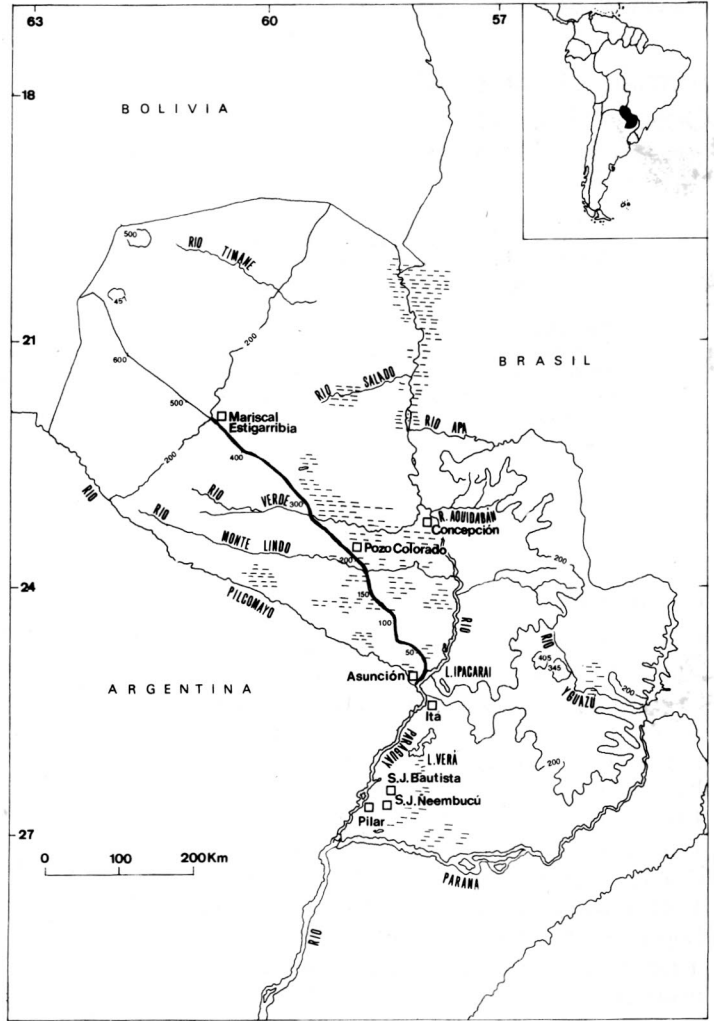 63
60
57
18
BOLIVIA
500
RIO TIMANE
45
21
600
200
BRASIL
RIO SALADO
500
Mariscal
Estigarribia
RIO APA
400
200
RIO
RIO VERDE
300
RIO MONTE LINDO
R. AQUIDABÁN
Concepción
Pozo Colorado
200
200
24
PILCOMAYO
150
100
RIO
RIO YGUAZÚ
405
345
50
L. IPACARAI
Asunción
200
ARGENTINA
Ita
PARAGUAY
L. VERÁ
200
S.J. Bautista
S.J. Ñeembucú
Pilar
27
0 100 200Km
PARANA
RIO